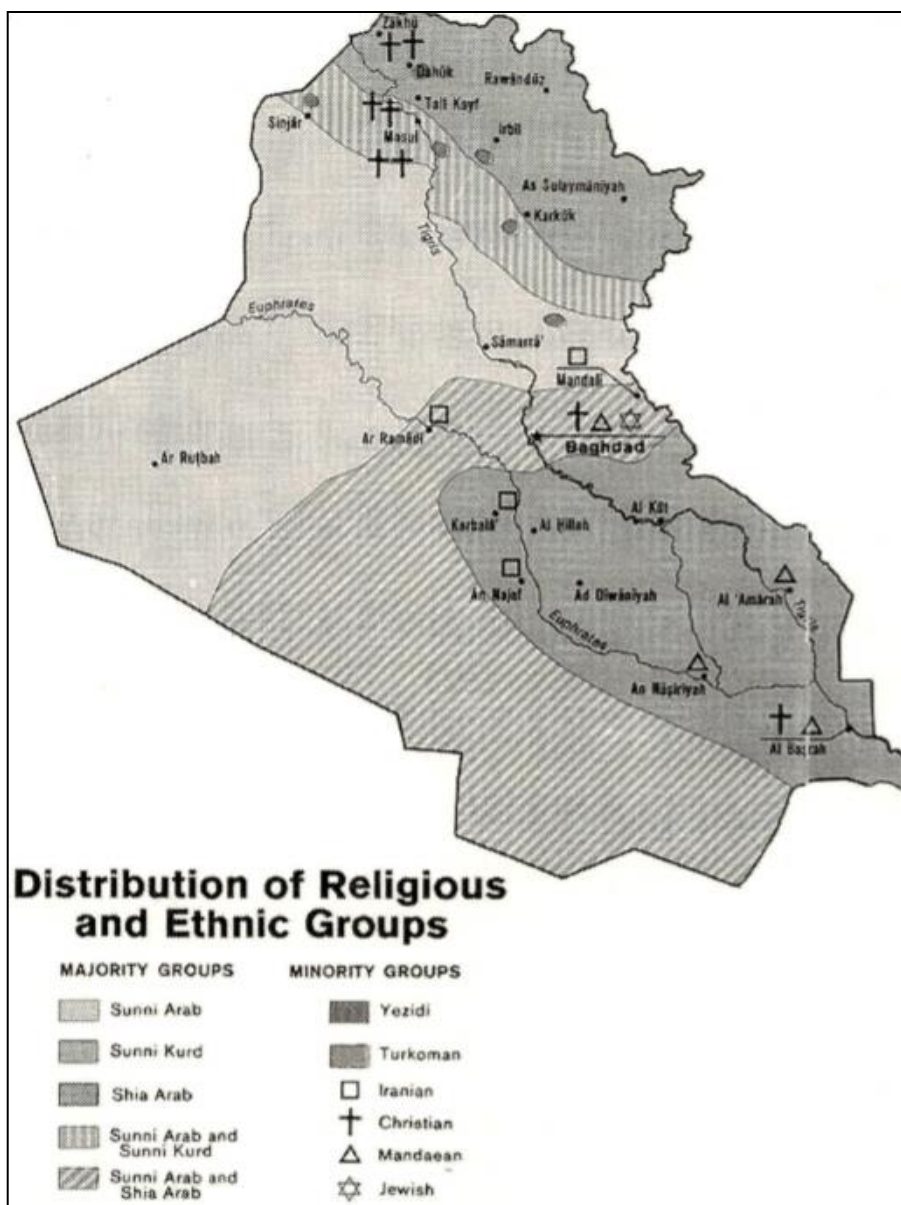 Zākhū
Dahūk
Rawāndūz
Tall Kayf
Sinjār
Mosul
Irbīl
As Sulaymānīyah
Karkūk
Tigris
Euphrates
Sāmarrā'
Mandalī
Ar Ramādī
Baghdad
Ar Ruṭbah
Al Kūt
Karbalā'
Al Ḥillah
An Najaf
Ad Dīwānīyah
Al 'Amārah
Euphrates
Tigris
An Nāṣirīyah
Al Baṣrah
Distribution of Religious
and Ethnic Groups
MAJORITY GROUPS
Sunni Arab
Sunni Kurd
Shia Arab
Sunni Arab and
Sunni Kurd
Sunni Arab and
Shia Arab
MINORITY GROUPS
Yezidi
Turkoman
Iranian
Christian
Mandaean
Jewish